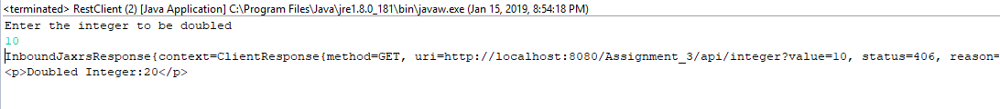 <terminated> RestClient (2) [Java Application] C:\Program Files\Java\jre1.8.0_181\bin\javaw.exe (Jan 15, 2019, 8:54:18 PM)
Enter the integer to be doubled
10
InboundJaxrsResponse{context=ClientResponse{method=GET, uri=http://localhost:8080/Assignment_3/api/integer?value=10, status=406, reason=
<p>Doubled Integer:20</p>